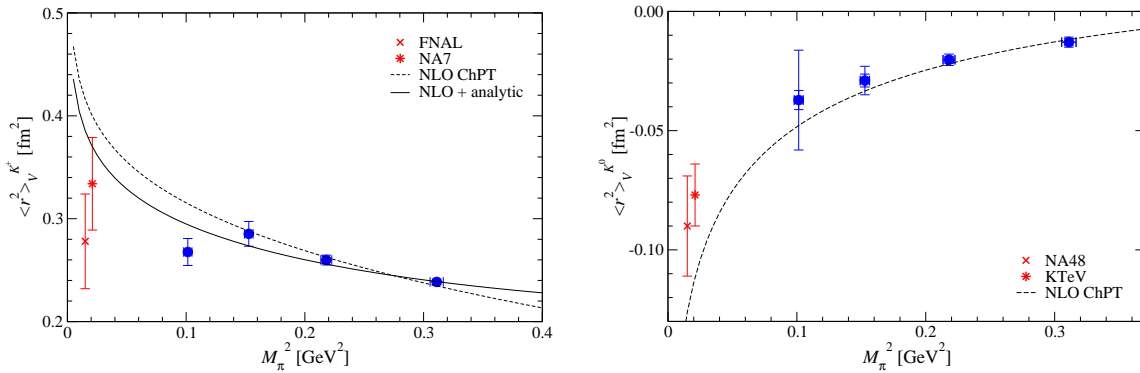 0.5
0.4
0.3
0.2
0
0.1
0.2
0.3
0.4
<r²>_V^{K⁺} [fm²]
M_π² [GeV²]
FNAL
NA7
NLO ChPT
NLO + analytic
0.00
-0.05
-0.10
0
0.1
0.2
0.3
<r²>_V^{K⁰} [fm²]
M_π² [GeV²]
NA48
KTeV
NLO ChPT